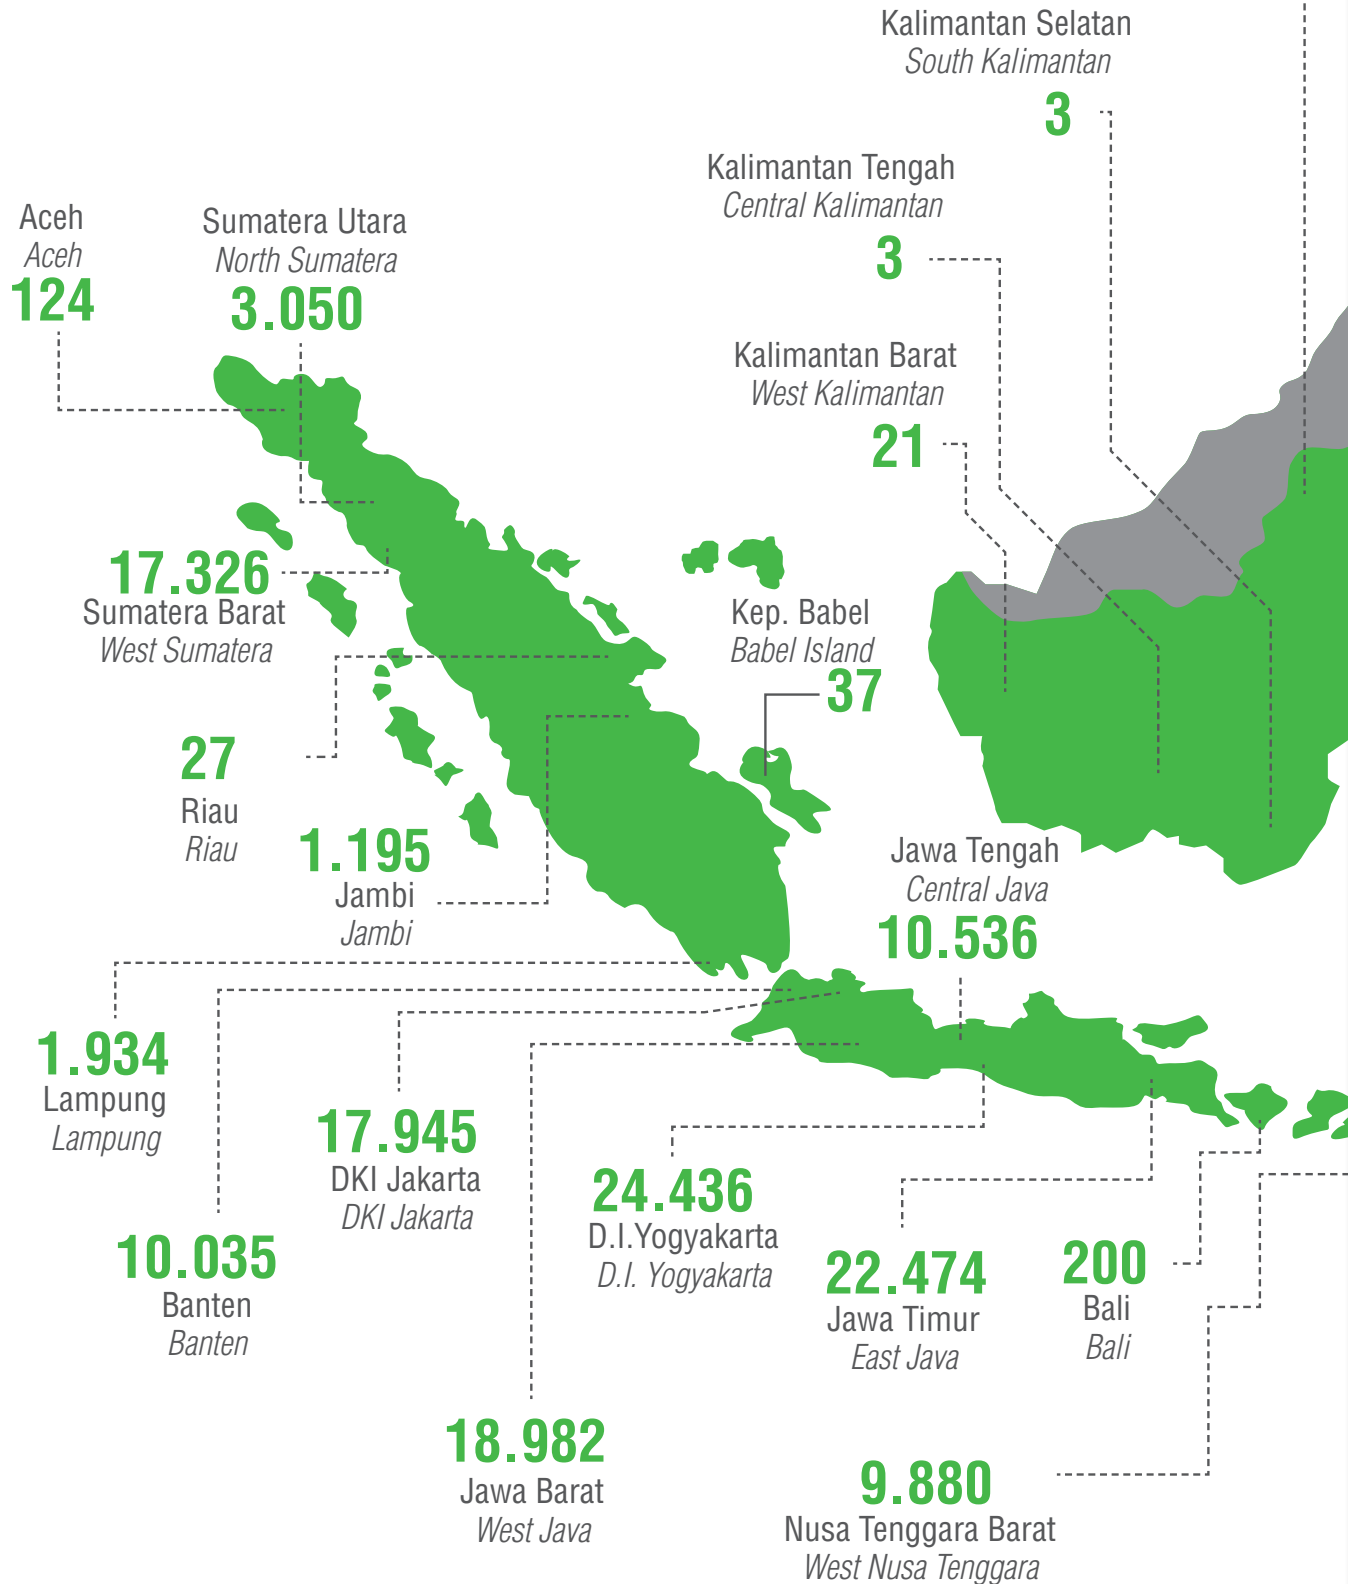 Kalimantan Selatan
South Kalimantan
3
Kalimantan Tengah
Central Kalimantan
3
Aceh
Aceh
124
Sumatera Utara
North Sumatera
3.050
Kalimantan Barat
West Kalimantan
21
17.326
Sumatera Barat
West Sumatera
Kep. Babel
Babel Island
37
27
Riau
Riau
1.195
Jambi
Jambi
Jawa Tengah
Central Java
10.536
1.934
Lampung
Lampung
17.945
DKI Jakarta
DKI Jakarta
24.436
D.I.Yogyakarta
D.I. Yogyakarta
10.035
Banten
Banten
22.474
Jawa Timur
East Java
200
Bali
Bali
18.982
Jawa Barat
West Java
9.880
Nusa Tenggara Barat
West Nusa Tenggara